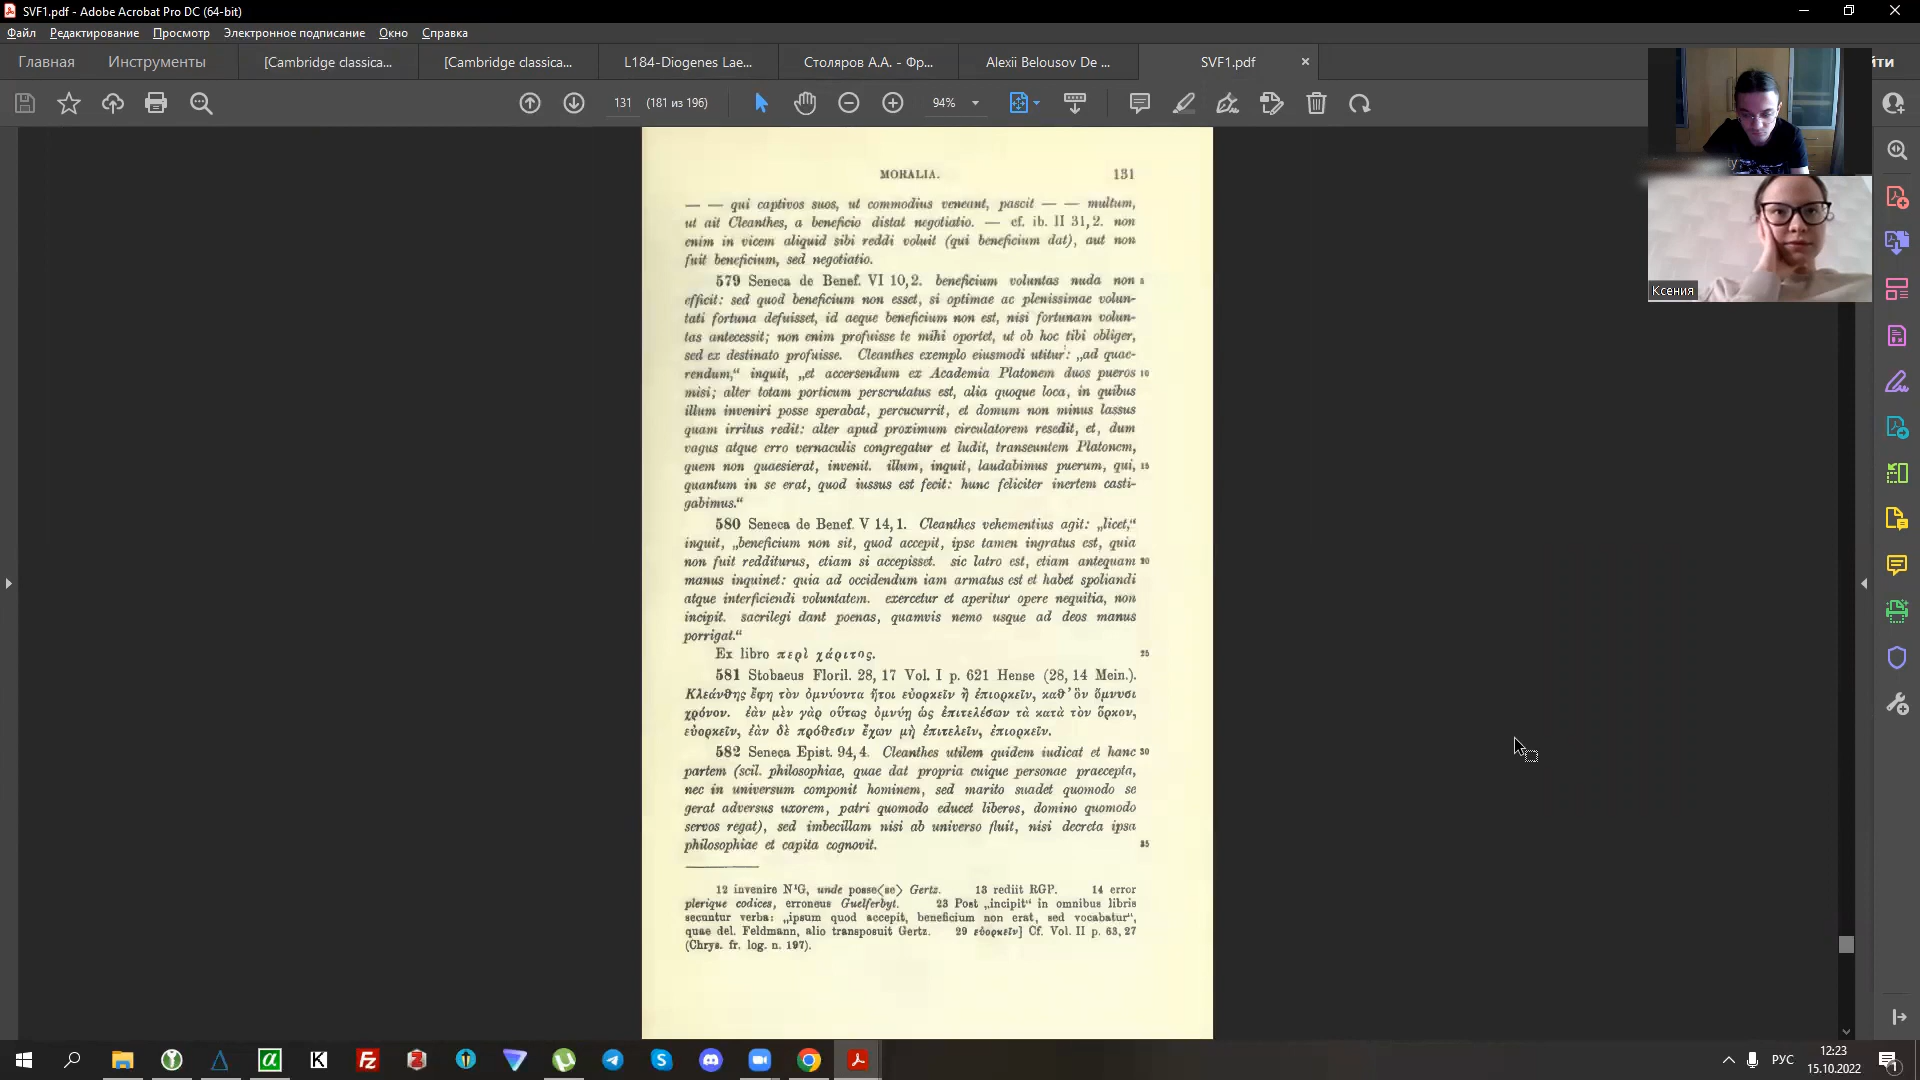 SVF1.pdf - Adobe Acrobat Pro DC (64-bit)
Файл Редактирование Просмотр Электронное подписание Окно Справка
Главная Инструменты [Cambridge classica... [Cambridge classica... L184-Diogenes Lae... Столяров А.А. - Фр... Alexii Belousov De ... SVF1.pdf
131 (181 из 196) 94%
MORALIA. 131
— — qui captivos suos, ut commodius veneant, pascit — — multum,
ut ait Cleanthes, a beneficio distat negotiatio. — cf. ib. II 31, 2. non
enim in vicem aliquid sibi reddi voluit (qui beneficium dat), aut non
fuit beneficium, sed negotiatio.
579 Seneca de Benef. VI 10, 2. beneficium voluntas nuda non 5
efficit: sed quod beneficium non esset, si optimae ac plenissimae volun-
tati fortuna defuisset, id aeque beneficium non est, nisi fortunam volun-
tas antecessit; non enim profuisse te mihi oportet, ut ob hoc tibi obliger,
sed ex destinato profuisse. Cleanthes exemplo eiusmodi utitur: „ad quae-
rendum,“ inquit, „et accersendum ex Academia Platonem duos pueros 10
misi; alter totam porticum perscrutatus est, alia quoque loca, in quibus
illum inveniri posse sperabat, percucurrit, et domum non minus lassus
quam irritus redit: alter apud proximum circulatorem resedit, et, dum
vagus atque erro vernaculis congregatur et ludit, transeuntem Platonem,
quem non quaesierat, invenit. illum, inquit, laudabimus puerum, qui, 15
quantum in se erat, quod iussus est fecit: hunc feliciter inertem casti-
gabimus.“
580 Seneca de Benef. V 14, 1. Cleanthes vehementius agit: „licet,“
inquit, „beneficium non sit, quod accepit, ipse tamen ingratus est, quia
non fuit redditurus, etiam si accepisset. sic latro est, etiam antequam 20
manus inquinet: quia ad occidendum iam armatus est et habet spoliandi
atque interficiendi voluntatem. exercetur et aperitur opere nequitia, non
incipit. sacrilegi dant poenas, quamvis nemo usque ad deos manus
porrigat.“
Ex libro περὶ χάριτος. 25
581 Stobaeus Floril. 28, 17 Vol. I p. 621 Hense (28, 14 Mein.).
Κλεάνθης ἔφη τὸν ὀμνύοντα ἤτοι εὐορκεῖν ἢ ἐπιορκεῖν, καθ’ ὃν ὄμνυσι
χρόνον. ἐὰν μὲν γὰρ οὕτως ὀμνύῃ ὡς ἐπιτελέσων τὰ κατὰ τὸν ὅρκον,
εὐορκεῖν, ἐὰν δὲ πρόθεσιν ἔχων μὴ ἐπιτελεῖν, ἐπιορκεῖν.
582 Seneca Epist. 94, 4. Cleanthes utilem quidem iudicat et hanc 30
partem (scil. philosophiae, quae dat propria cuique personae praecepta,
nec in universum componit hominem, sed marito suadet quomodo se
gerat adversus uxorem, patri quomodo educet liberos, domino quomodo
servos regat), sed imbecillam nisi ab universo fluit, nisi decreta ipsa
philosophiae et capita cognovit. 35
12 invenire N¹G, unde posse⟨se⟩ Gertz. 13 rediit RGP. 14 error
plerique codices, erroneus Guelferbyt. 23 Post „incipit“ in omnibus libris
secuntur verba: „ipsum quod accepit, beneficium non erat, sed vocabatur“,
quae del. Feldmann, alio transposuit Gertz. 29 εὐορκεῖν] Cf. Vol. II p. 63, 27
(Chrys. fr. log. n. 197).
Ксения
РУС
12:23
15.10.2022